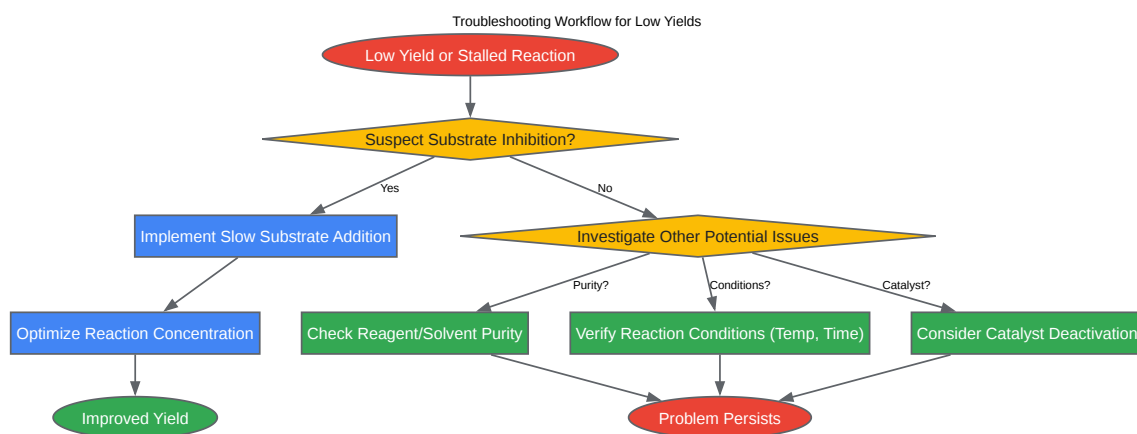 Troubleshooting Workflow for Low Yields
Low Yield or Stalled Reaction
Suspect Substrate Inhibition?
Yes
No
Implement Slow Substrate Addition
Investigate Other Potential Issues
Purity?
Conditions?
Catalyst?
Optimize Reaction Concentration
Check Reagent/Solvent Purity
Verify Reaction Conditions (Temp, Time)
Consider Catalyst Deactivation
Improved Yield
Problem Persists